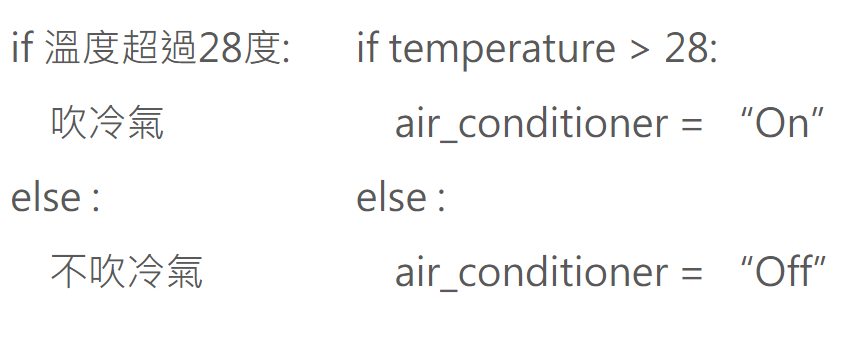 if 溫度超過28度: if temperature > 28:
吹冷氣 air_conditioner = “On”
else : else :
不吹冷氣 air_conditioner = “Off”